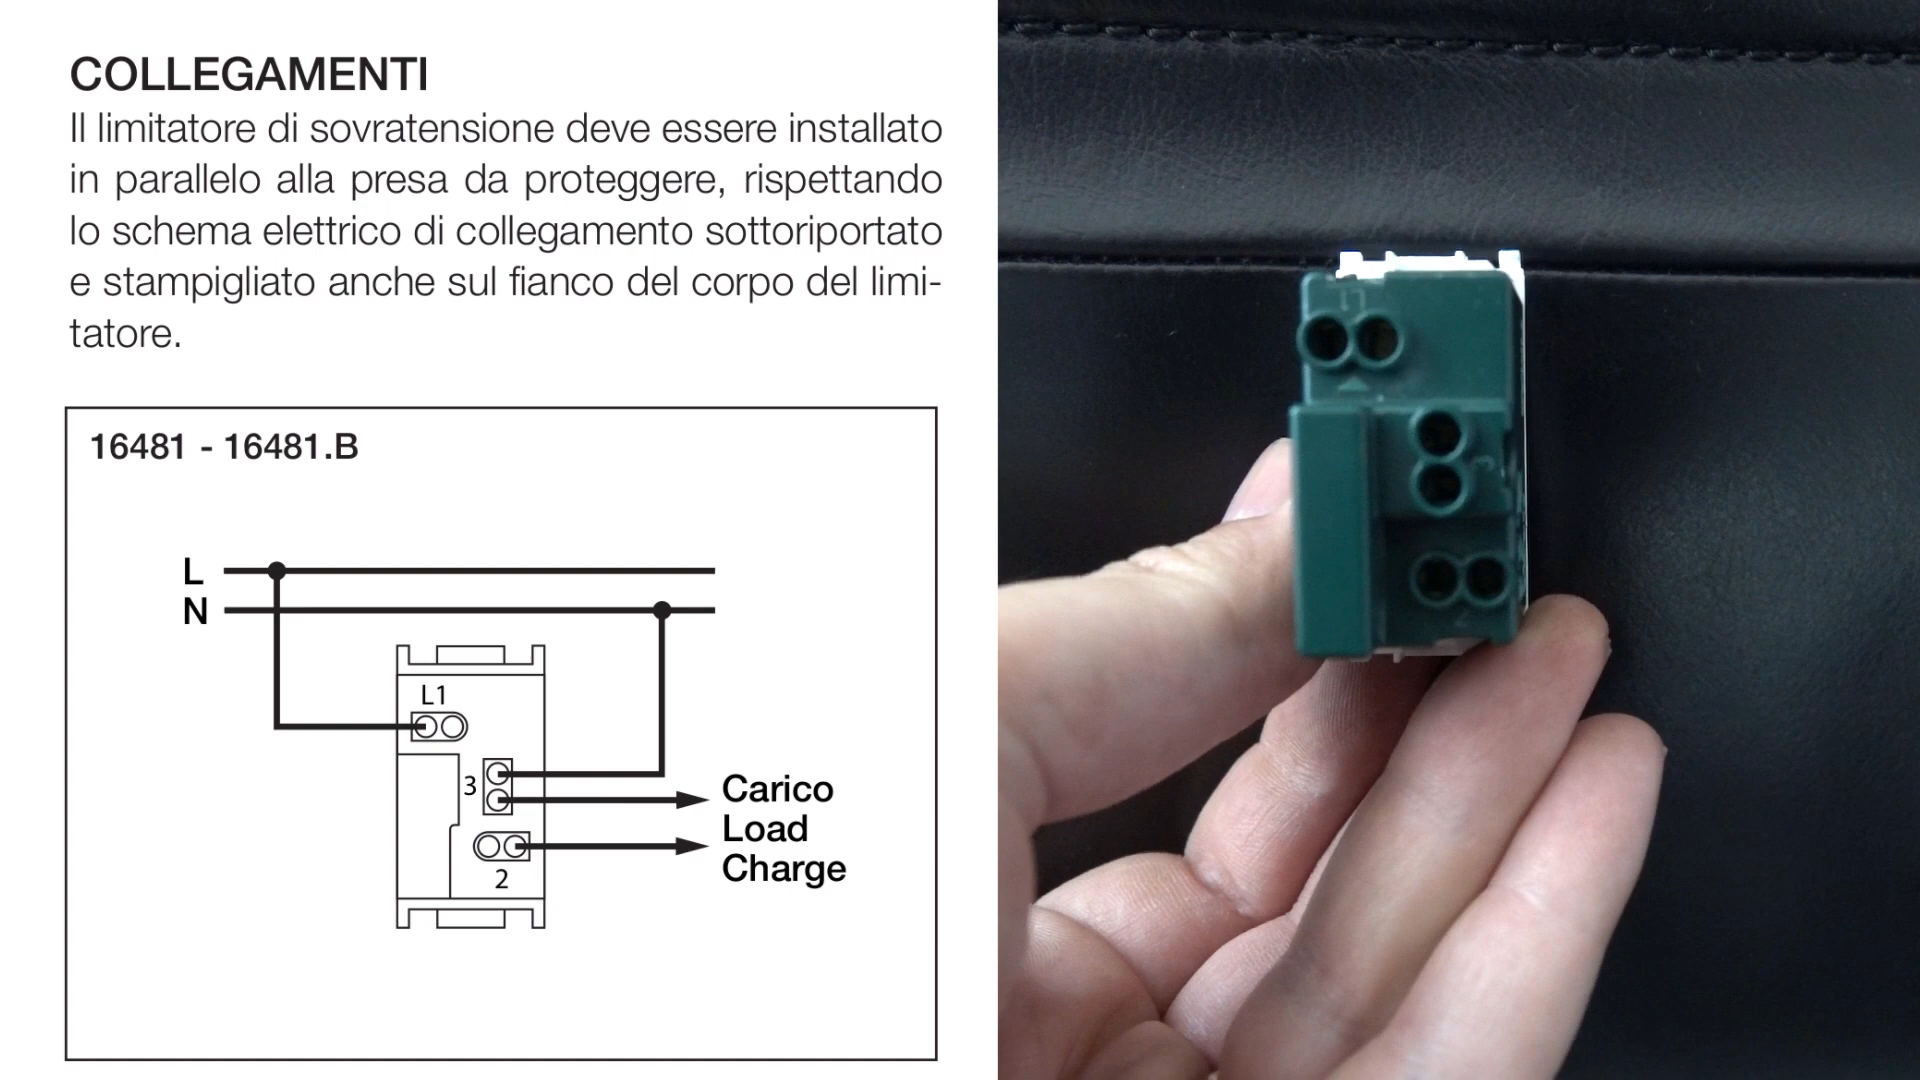 COLLEGAMENTI
Il limitatore di sovratensione deve essere installato
in parallelo alla presa da proteggere, rispettando
lo schema elettrico di collegamento sottoriportato
e stampigliato anche sul fianco del corpo del limi-
tatore.
16481 - 16481.B
L
N
L1
3
Carico
Load
Charge
2